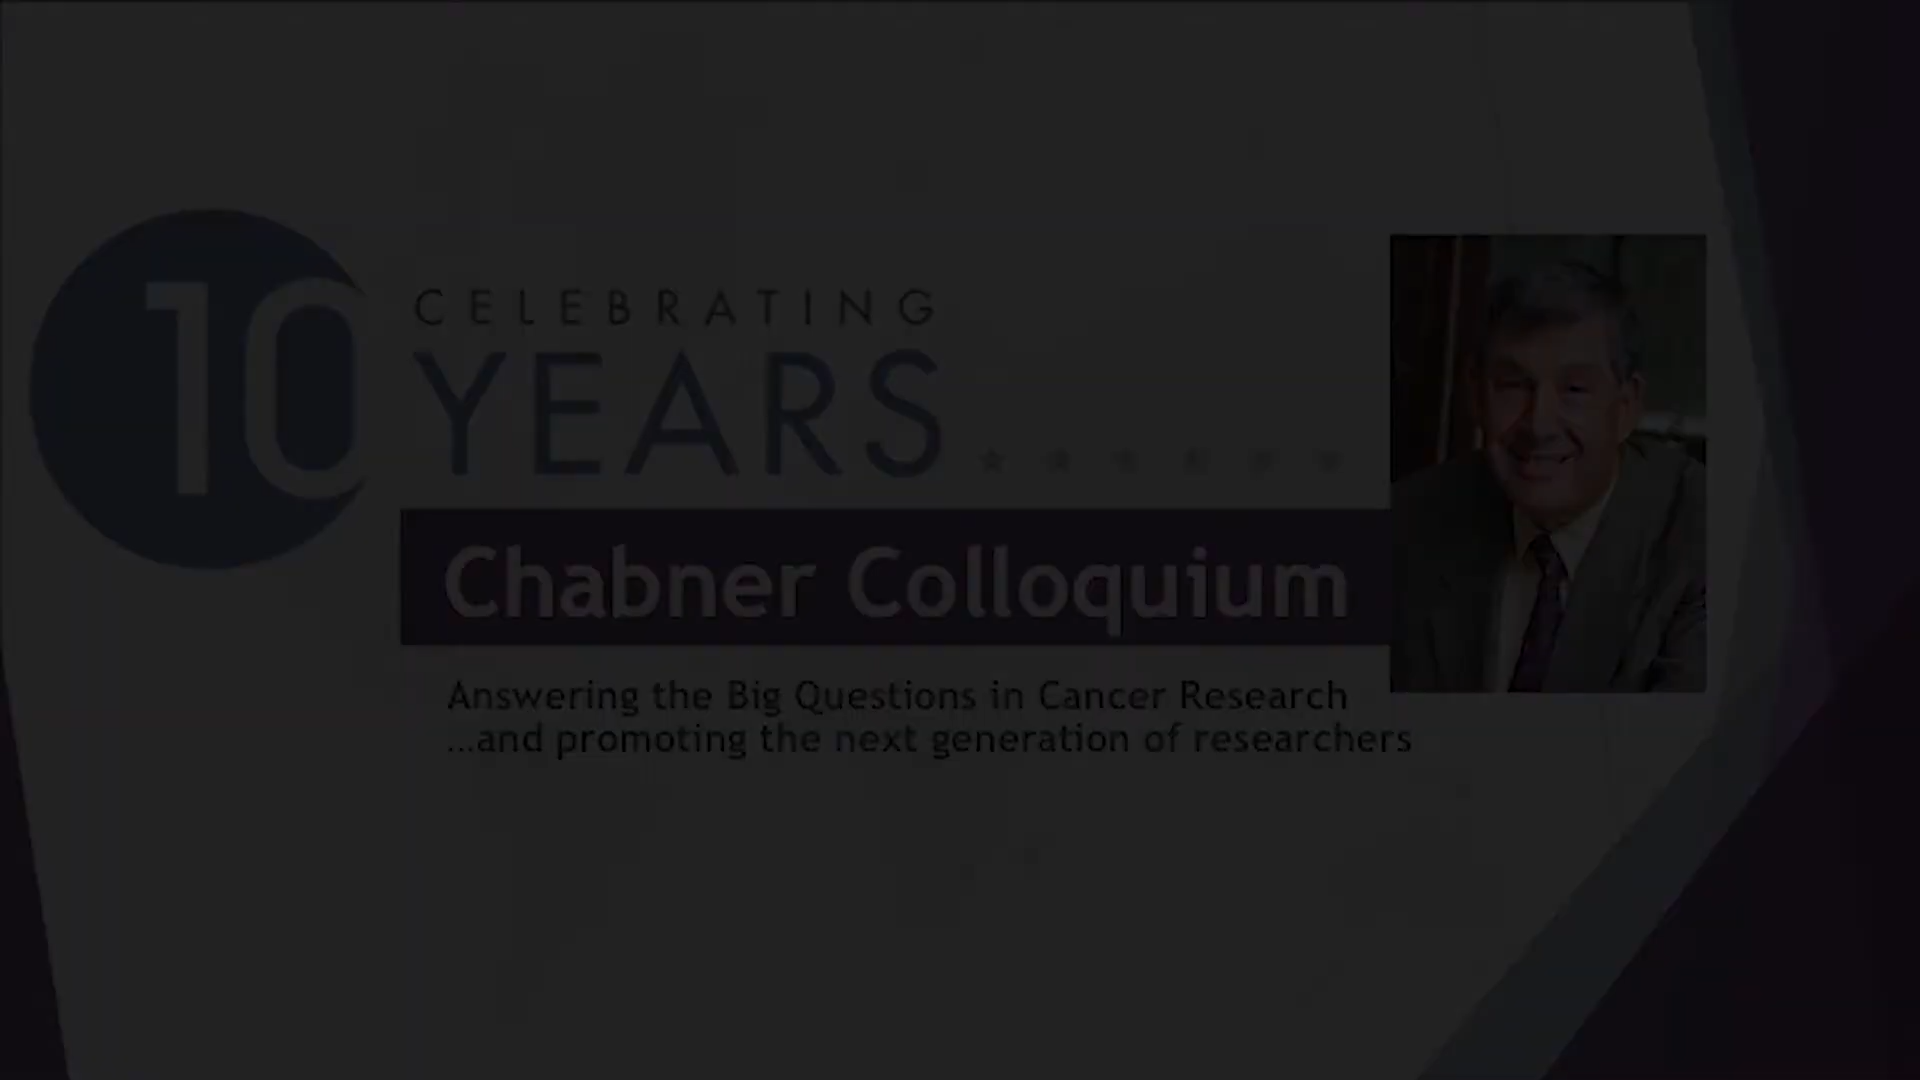 10
CELEBRATING
YEARS
Chabner Colloquium
Answering the Big Questions in Cancer Research
...and promoting the next generation of researchers